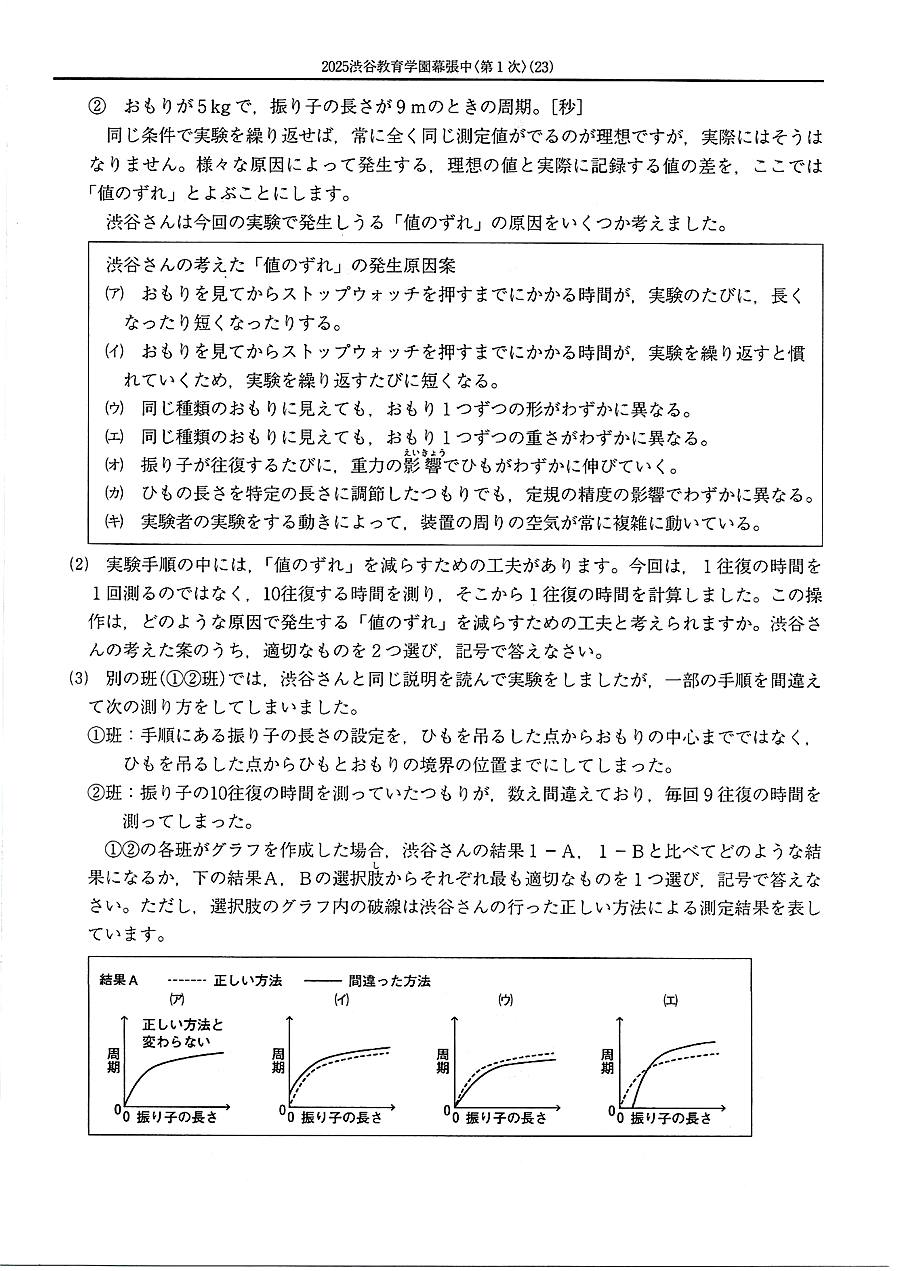 2025渋谷教育学園幕張中〈第1次〉(23)
② おもりが5kgで，振り子の長さが9mのときの周期。[秒]
同じ条件で実験を繰り返せば，常に全く同じ測定値がでるのが理想ですが，実際にはそうは
なりません。様々な原因によって発生する，理想の値と実際に記録する値の差を，ここでは
「値のずれ」とよぶことにします。
渋谷さんは今回の実験で発生しうる「値のずれ」の原因をいくつか考えました。
渋谷さんの考えた「値のずれ」の発生原因案
(ア) おもりを見てからストップウォッチを押すまでにかかる時間が，実験のたびに，長く
なったり短くなったりする。
(イ) おもりを見てからストップウォッチを押すまでにかかる時間が，実験を繰り返すと慣
れていくため，実験を繰り返すたびに短くなる。
(ウ) 同じ種類のおもりに見えても，おもり1つずつの形がわずかに異なる。
(エ) 同じ種類のおもりに見えても，おもり1つずつの重さがわずかに異なる。
えいきょう
(オ) 振り子が往復するたびに，重力の影響でひもがわずかに伸びていく。
(カ) ひもの長さを特定の長さに調節したつもりでも，定規の精度の影響でわずかに異なる。
(キ) 実験者の実験をする動きによって，装置の周りの空気が常に複雑に動いている。
(2) 実験手順の中には，「値のずれ」を減らすための工夫があります。今回は，1往復の時間を
1回測るのではなく，10往復する時間を測り，そこから1往復の時間を計算しました。この操
作は，どのような原因で発生する「値のずれ」を減らすための工夫と考えられますか。渋谷さ
んの考えた案のうち，適切なものを2つ選び，記号で答えなさい。
(3) 別の班(①②班)では，渋谷さんと同じ説明を読んで実験をしましたが，一部の手順を間違え
て次の測り方をしてしまいました。
①班：手順にある振り子の長さの設定を，ひもを吊るした点からおもりの中心までではなく，
ひもを吊るした点からひもとおもりの境界の位置までにしてしまった。
②班：振り子の10往復の時間を測っていたつもりが，数え間違えており，毎回9往復の時間を
測ってしまった。
①②の各班がグラフを作成した場合，渋谷さんの結果1－A，1－Bと比べてどのような結
し
果になるか，下の結果A，Bの選択肢からそれぞれ最も適切なものを1つ選び，記号で答えな
さい。ただし，選択肢のグラフ内の破線は渋谷さんの行った正しい方法による測定結果を表し
ています。
結果A ------- 正しい方法 ─── 間違った方法
(ア) (イ) (ウ) (エ)
正しい方法と
変わらない
周期 周期 周期 周期
0 0 0 0
0 振り子の長さ 0 振り子の長さ 0 振り子の長さ 0 振り子の長さ